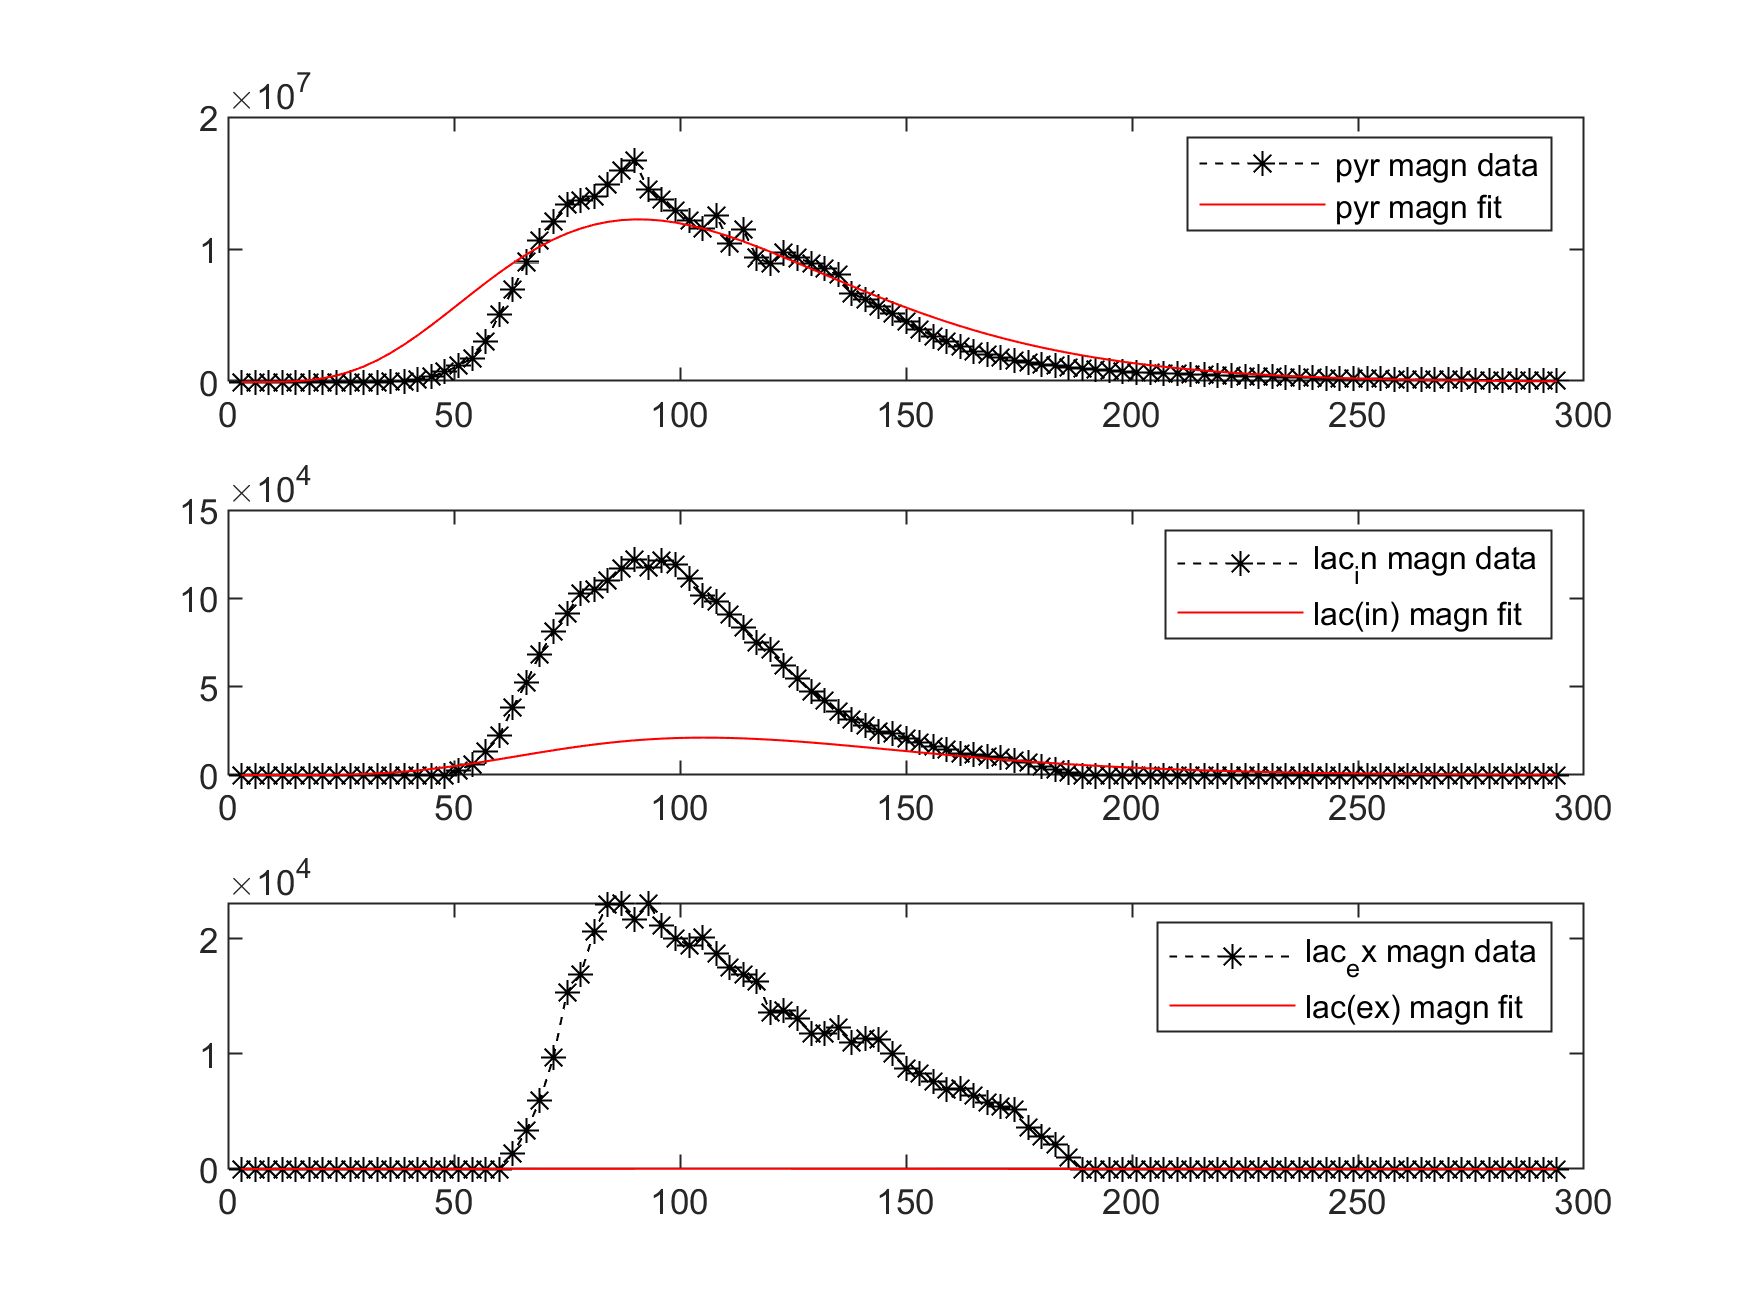 ×10^7
2
1
0
0 50 100 150 200 250 300
pyr magn data
pyr magn fit
×10^4
15
10
5
0
0 50 100 150 200 250 300
lac_in magn data
lac(in) magn fit
×10^4
2
1
0
0 50 100 150 200 250 300
lac_ex magn data
lac(ex) magn fit